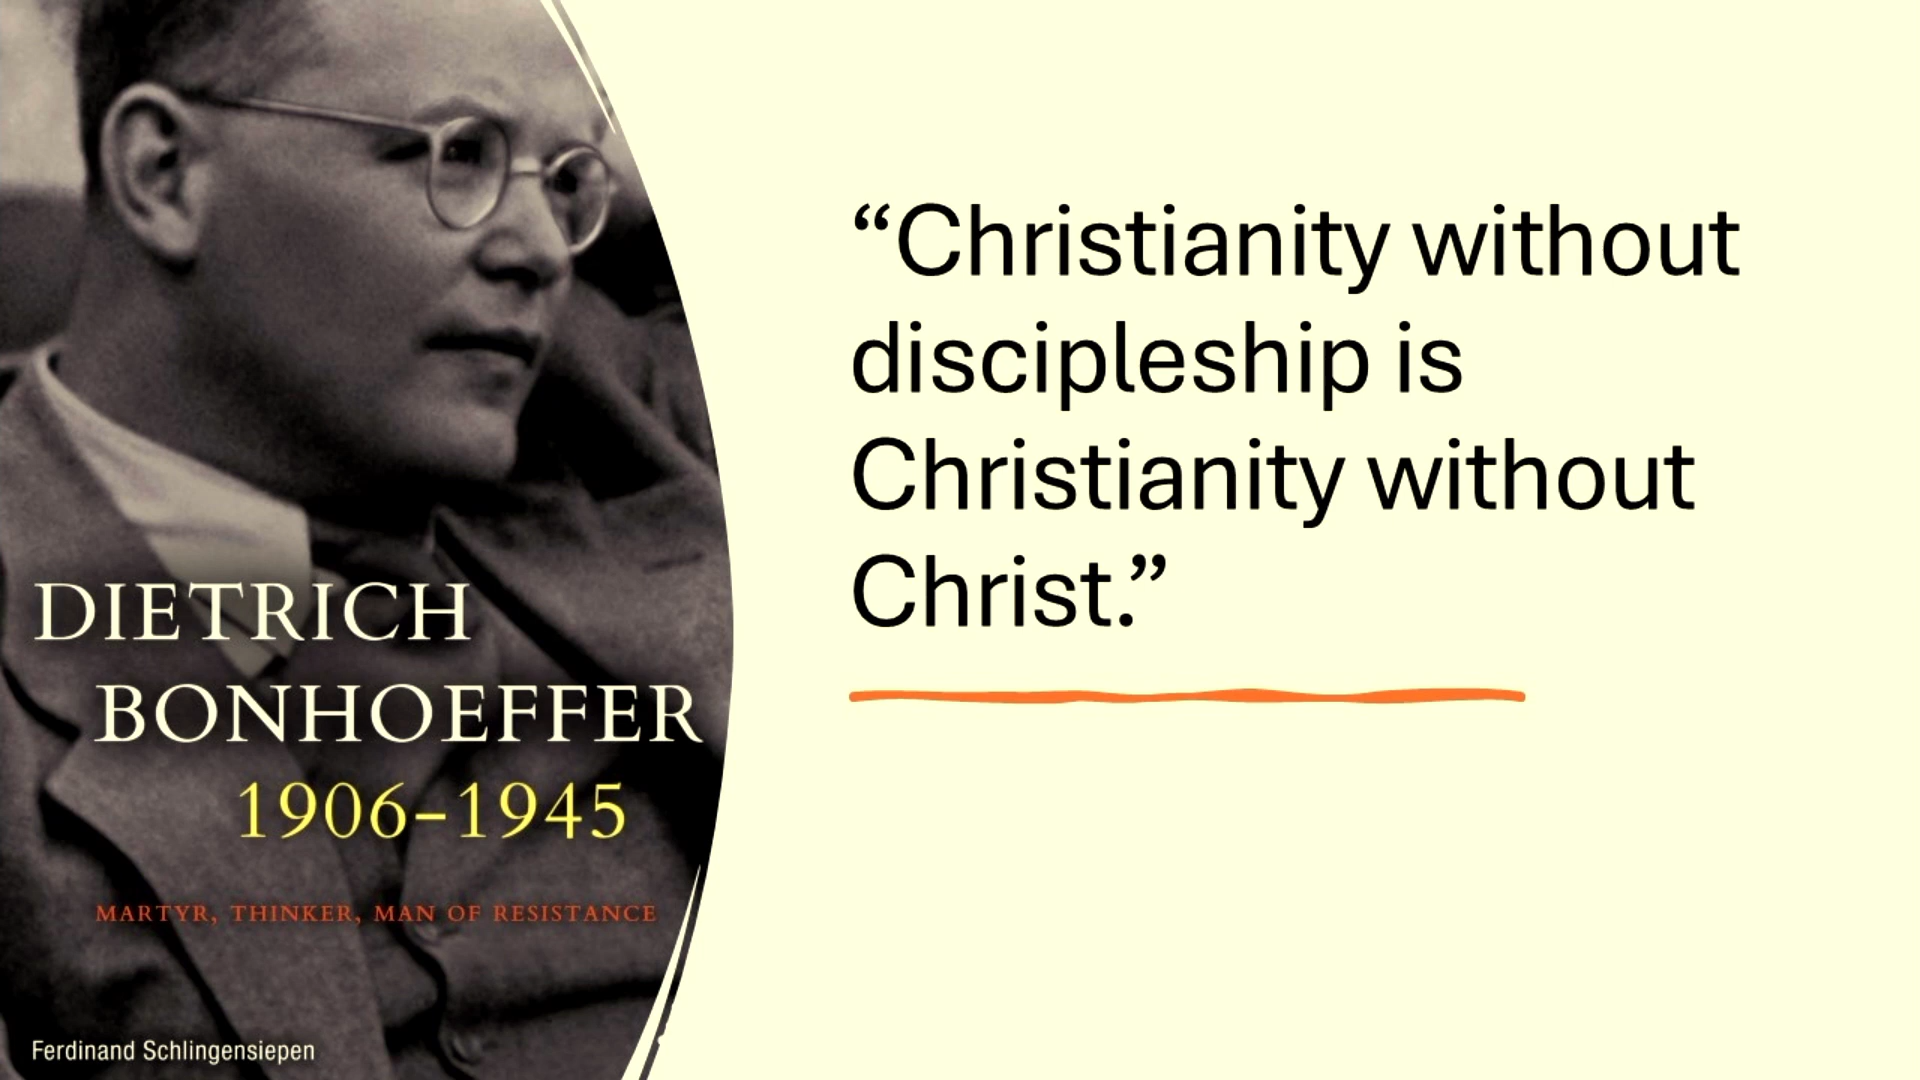 DIETRICH
BONHOEFFER
1906–1945
MARTYR, THINKER, MAN OF RESISTANCE
Ferdinand Schlingensiepen
“Christianity without
discipleship is
Christianity without
Christ.”